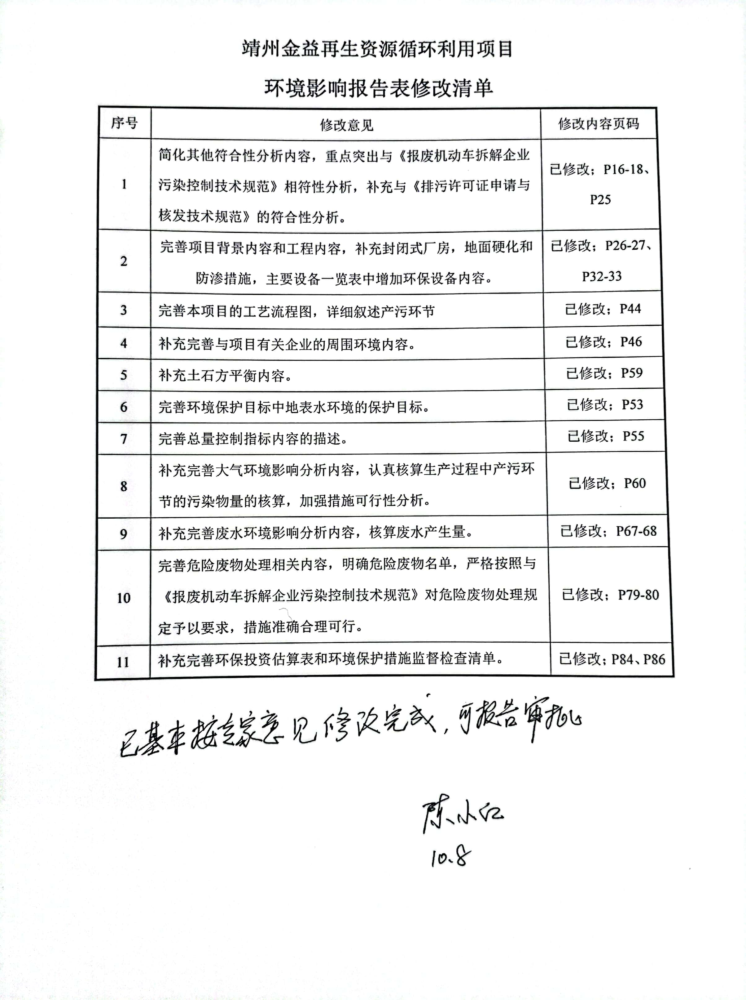 靖州金益再生资源循环利用项目
环境影响报告表修改清单
序号 修改意见 修改内容页码
1 简化其他符合性分析内容，重点突出与《报废机动车拆解企业
污染控制技术规范》相符性分析，补充与《排污许可证申请与
核发技术规范》的符合性分析。
已修改；P16-18、
P25
2 完善项目背景内容和工程内容，补充封闭式厂房，地面硬化和
防渗措施，主要设备一览表中增加环保设备内容。
已修改；P26-27、
P32-33
3 完善本项目的工艺流程图，详细叙述产污环节 已修改；P44
4 补充完善与项目有关企业的周围环境内容。 已修改；P46
5 补充土石方平衡内容。 已修改；P59
6 完善环境保护目标中地表水环境的保护目标。 已修改；P53
7 完善总量控制指标内容的描述。 已修改；P55
8 补充完善大气环境影响分析内容，认真核算生产过程中产污环
节的污染物量的核算，加强措施可行性分析。
已修改；P60
9 补充完善废水环境影响分析内容，核算废水产生量。 已修改；P67-68
10 完善危险废物处理相关内容，明确危险废物名单，严格按照与
《报废机动车拆解企业污染控制技术规范》对危险废物处理规
定予以要求，措施准确合理可行。
已修改；P79-80
11 补充完善环保投资估算表和环境保护措施监督检查清单。 已修改；P84、P86
已基本按专家意见修改完成，可报告审批
陈小红
10.8